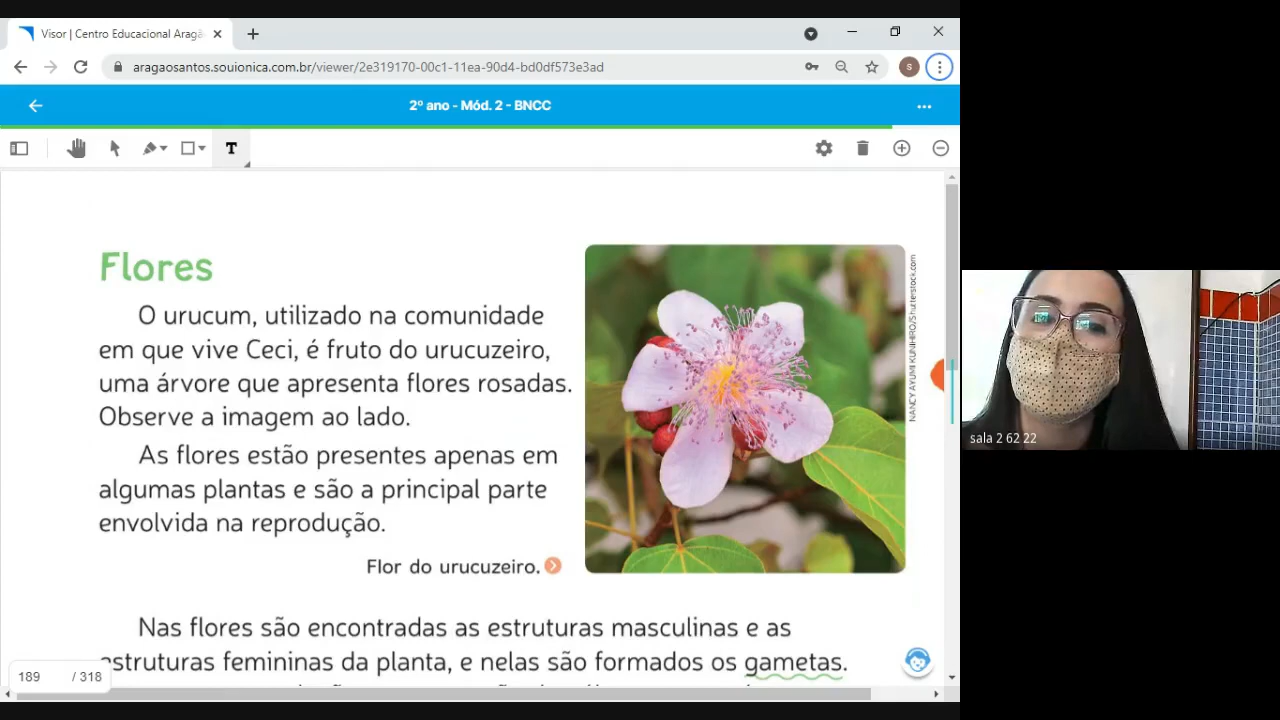 Visor | Centro Educacional Aragã
aragaosantos.souionica.com.br/viewer/2e319170-00c1-11ea-90d4-bd0df573e3ad
S
2º ano - Mód. 2 - BNCC
T
Flores
O urucum, utilizado na comunidade
em que vive Ceci, é fruto do urucuzeiro,
uma árvore que apresenta flores rosadas.
Observe a imagem ao lado.
As flores estão presentes apenas em
algumas plantas e são a principal parte
envolvida na reprodução.
Flor do urucuzeiro.
NANCY AYUMI KUNIHIRO/Shutterstock.com
Nas flores são encontradas as estruturas masculinas e as
estruturas femininas da planta, e nelas são formados os gametas.
189 / 318
sala 2 62 22